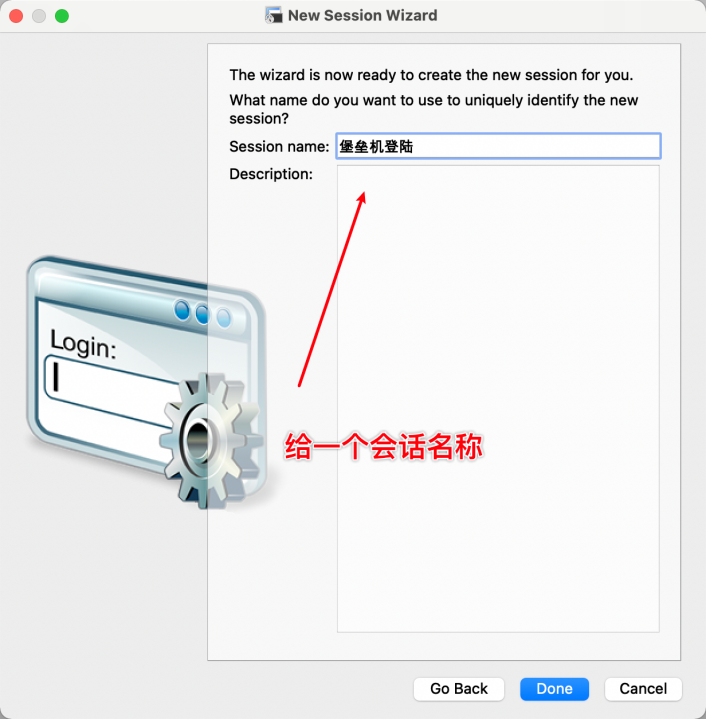 New Session Wizard
The wizard is now ready to create the new session for you.
What name do you want to use to uniquely identify the new
session?
Session name: 堡垒机登陆
Description:
Login:
给一个会话名称
Go Back Done Cancel